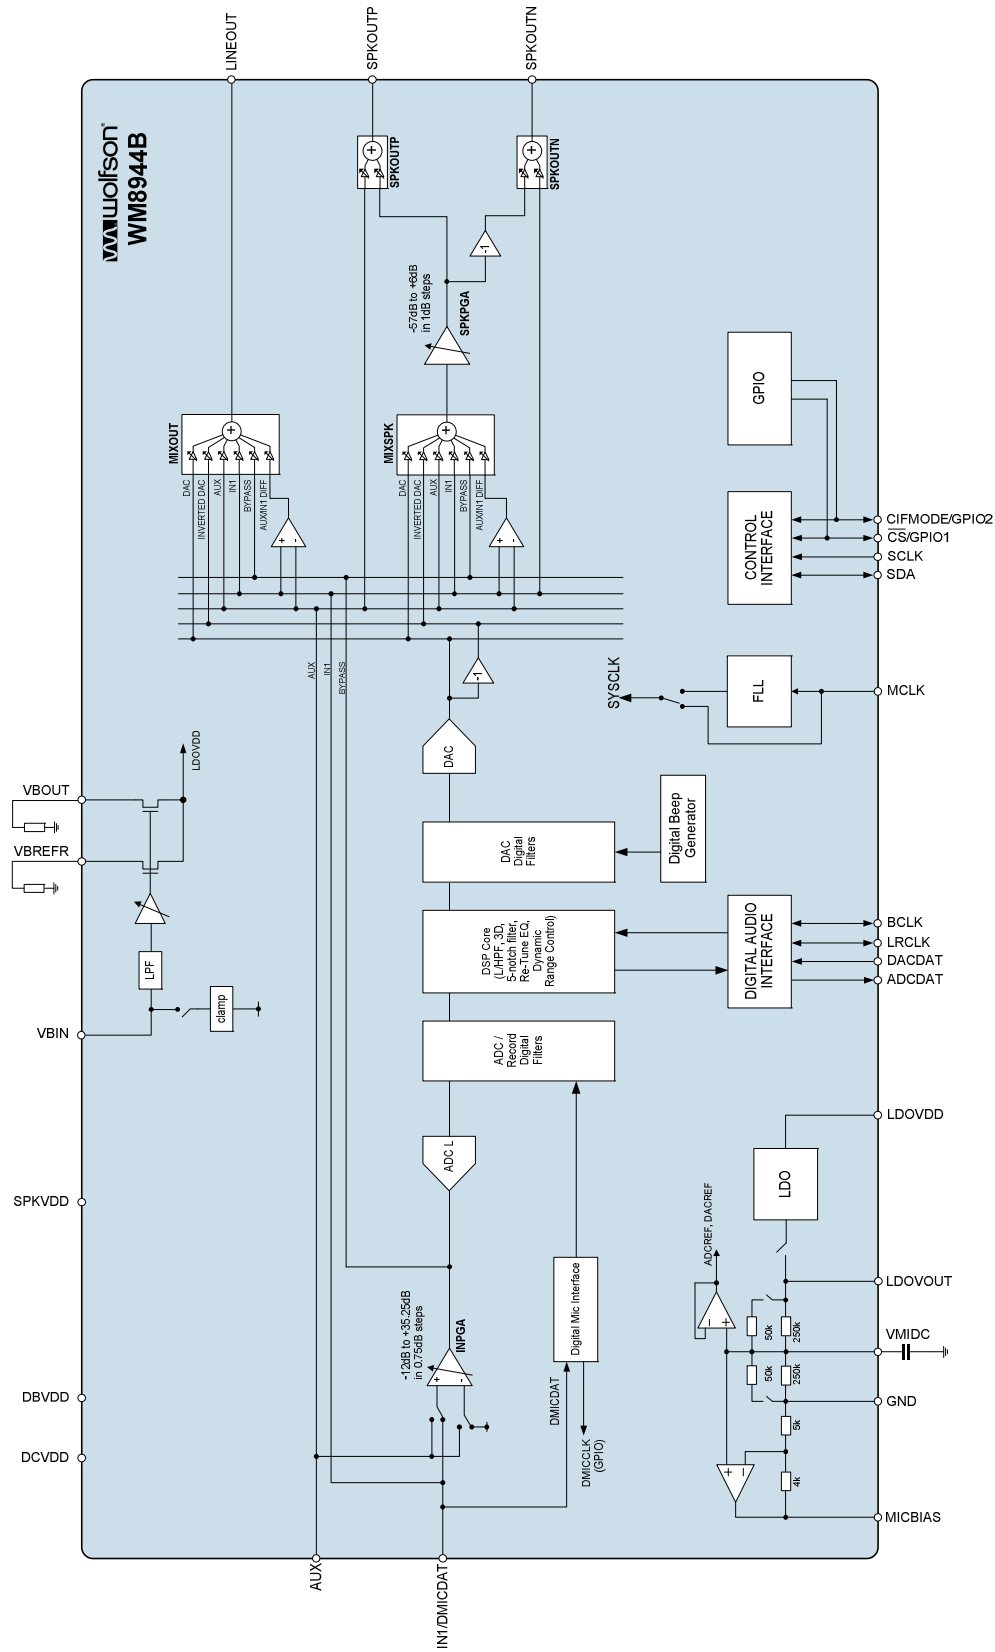 LINEOUT
SPKOUTP
SPKOUTN
wolfson
WM8944B
SPKOUTP
SPKOUTN
-1
-57dB to +6dB
in 1dB steps
SPKPGA
MIXOUT
DAC
INVERTED DAC
AUX
IN1
BYPASS
AUX/IN1 DIFF
+
-
MIXSPK
DAC
INVERTED DAC
AUX
IN1
BYPASS
AUX/IN1 DIFF
+
-
GPIO
CONTROL
INTERFACE
CIFMODE/GPIO2
CS/GPIO1
SCLK
SDA
AUX
IN1
BYPASS
-1
DAC
SYSCLK
FLL
MCLK
VBOUT
VBREFR
LDOVDD
LPF
clamp
VBIN
DAC
Digital
Filters
Digital Beep
Generator
DSP Core
(L/HPF, 3D,
5-notch filter,
Re-Tune EQ,
Dynamic
Range Control)
DIGITAL AUDIO
INTERFACE
BCLK
LRCLK
DACDAT
ADCDAT
ADC /
Record
Digital
Filters
ADC L
SPKVDD
DBVDD
DCVDD
-12dB to +35.25dB
in 0.75dB steps
INPGA
+
-
Digital Mic Interface
DMICDAT
DMICCLK
(GPIO)
LDOVDD
LDO
ADCREF, DACREF
LDOVOUT
50k
250k
VMIDC
50k
250k
GND
5k
4k
MICBIAS
AUX
IN1/DMICDAT